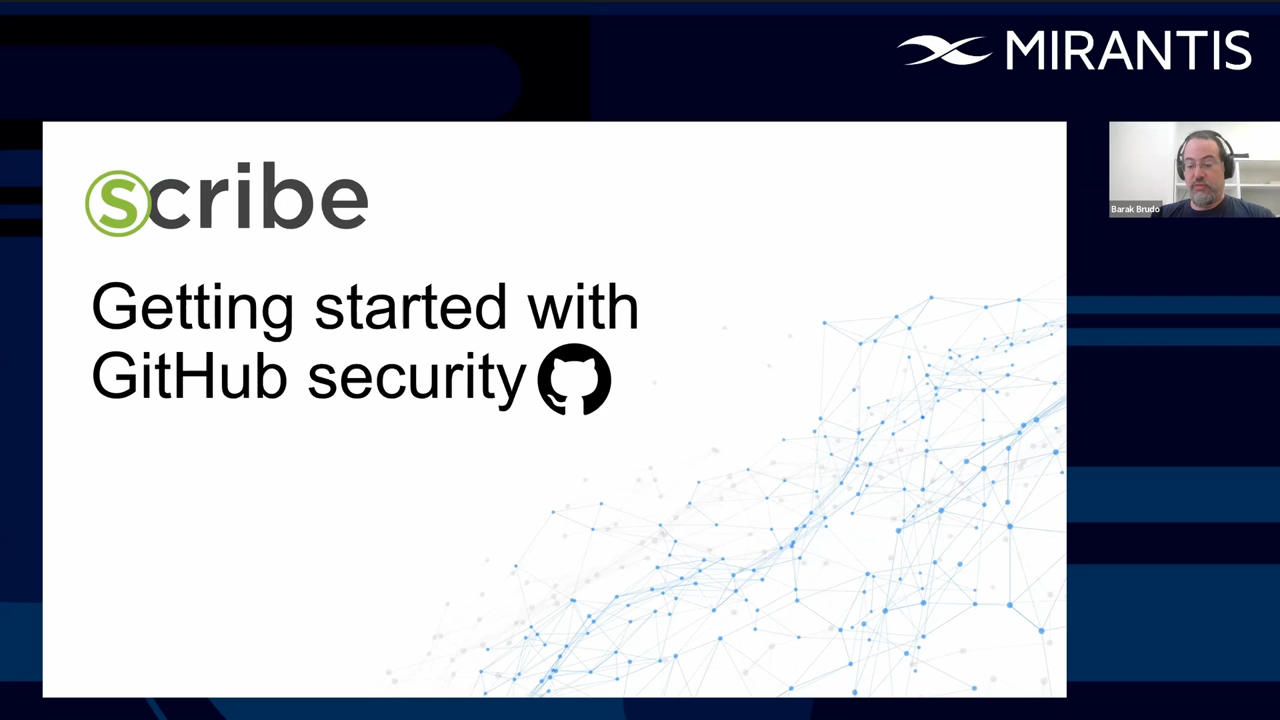 MIRANTIS
scribe
Getting started with
GitHub security
Barak Brudo